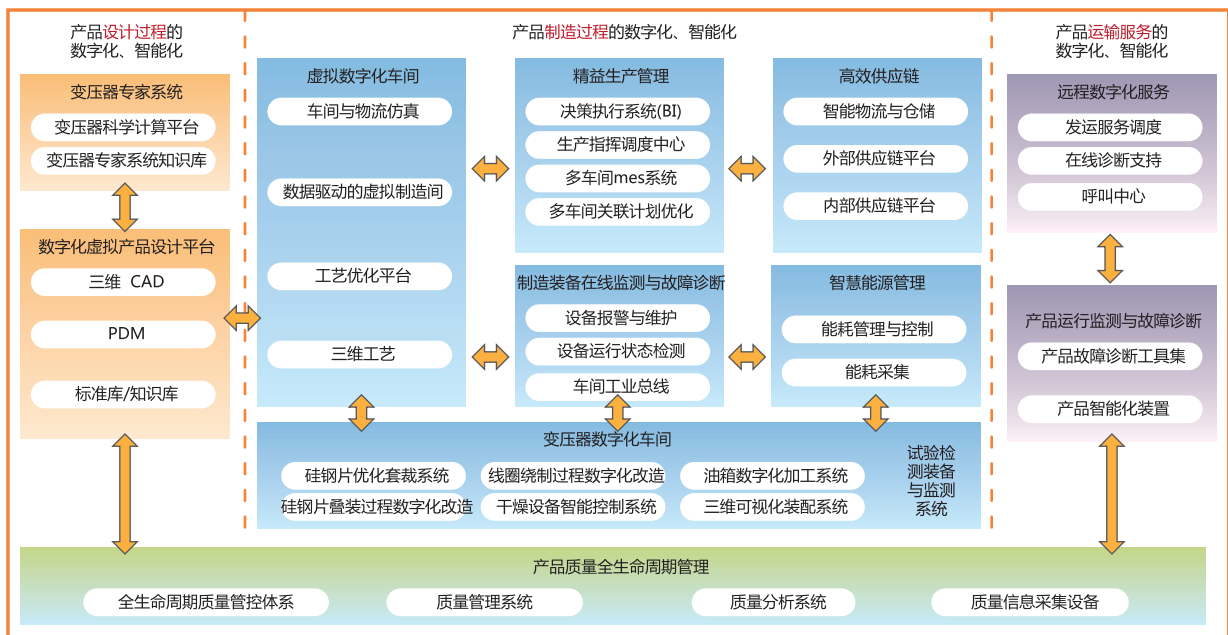 产品设计过程的
数字化、智能化
变压器专家系统
变压器科学计算平台
变压器专家系统知识库
数字化虚拟产品设计平台
三维 CAD
PDM
标准库/知识库
产品制造过程的数字化、智能化
虚拟数字化车间
车间与物流仿真
数据驱动的虚拟制造间
工艺优化平台
三维工艺
精益生产管理
决策执行系统(BI)
生产指挥调度中心
多车间mes系统
多车间关联计划优化
高效供应链
智能物流与仓储
外部供应链平台
内部供应链平台
制造装备在线监测与故障诊断
设备报警与维护
设备运行状态检测
车间工业总线
智慧能源管理
能耗管理与控制
能耗采集
变压器数字化车间
硅钢片优化套裁系统
线圈绕制过程数字化改造
油箱数字化加工系统
硅钢片叠装过程数字化改造
干燥设备智能控制系统
三维可视化装配系统
试验检
测装备
与监测
系统
产品运输服务的
数字化、智能化
远程数字化服务
发运服务调度
在线诊断支持
呼叫中心
产品运行监测与故障诊断
产品故障诊断工具集
产品智能化装置
产品质量全生命周期管理
全生命周期质量管控体系
质量管理系统
质量分析系统
质量信息采集设备